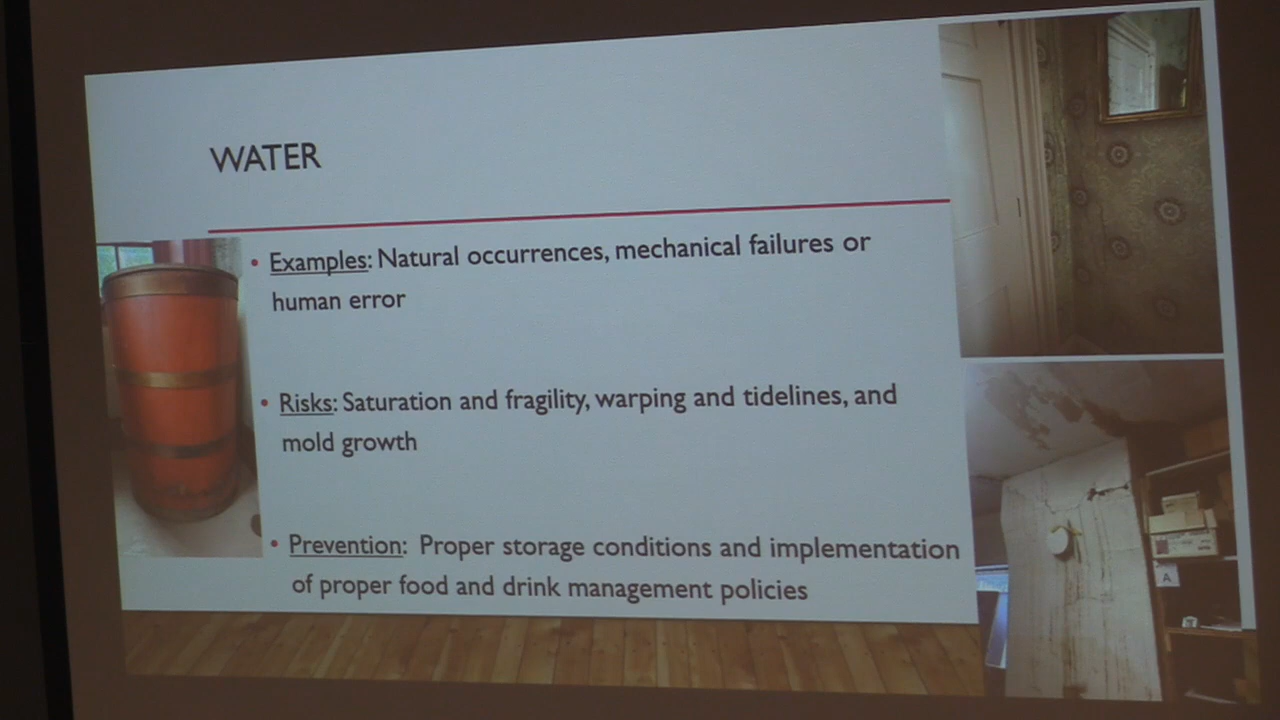 WATER
• Examples: Natural occurrences, mechanical failures or
human error
• Risks: Saturation and fragility, warping and tidelines, and
mold growth
• Prevention: Proper storage conditions and implementation
of proper food and drink management policies
A